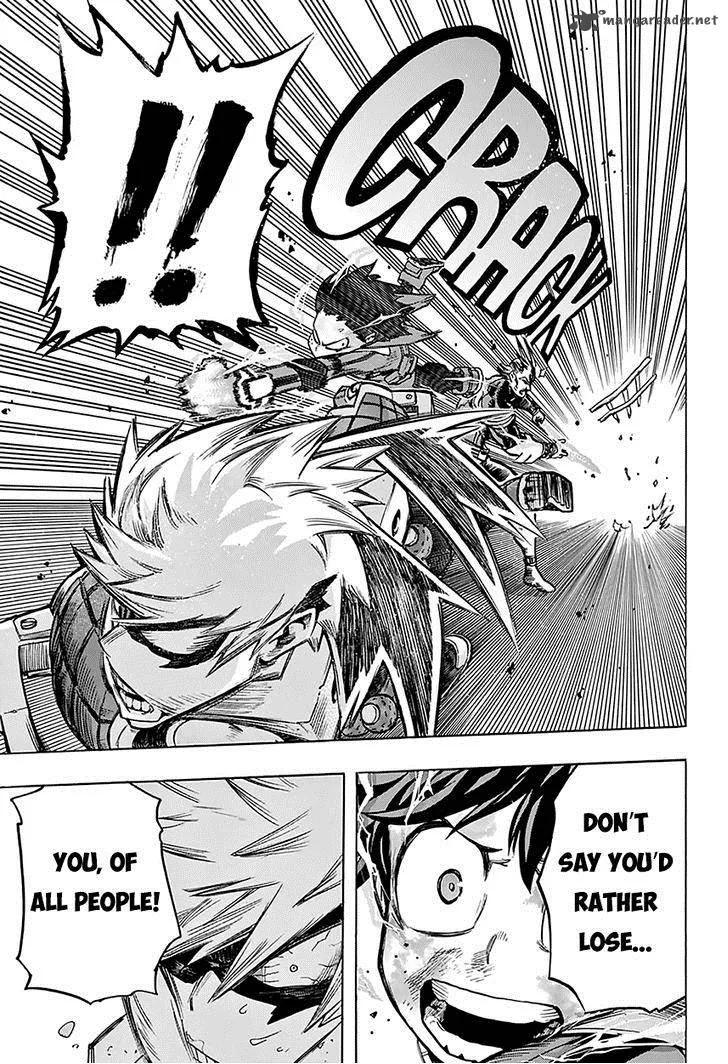 mangareader.net
CRACK
!!
DON'T
SAY YOU'D
RATHER
LOSE...
YOU, OF
ALL PEOPLE!